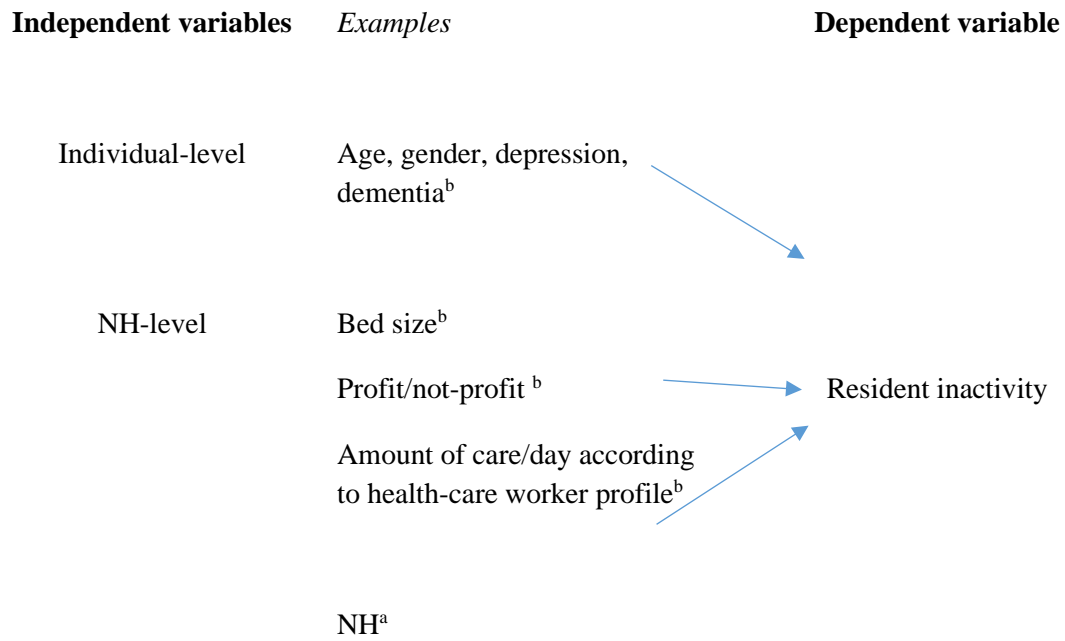 Independent variables Examples Dependent variable
Individual-level Age, gender, depression,
dementiaᵇ
NH-level Bed sizeᵇ
Profit/not-profit ᵇ Resident inactivity
Amount of care/day according
to health-care worker profileᵇ
NHᵃ